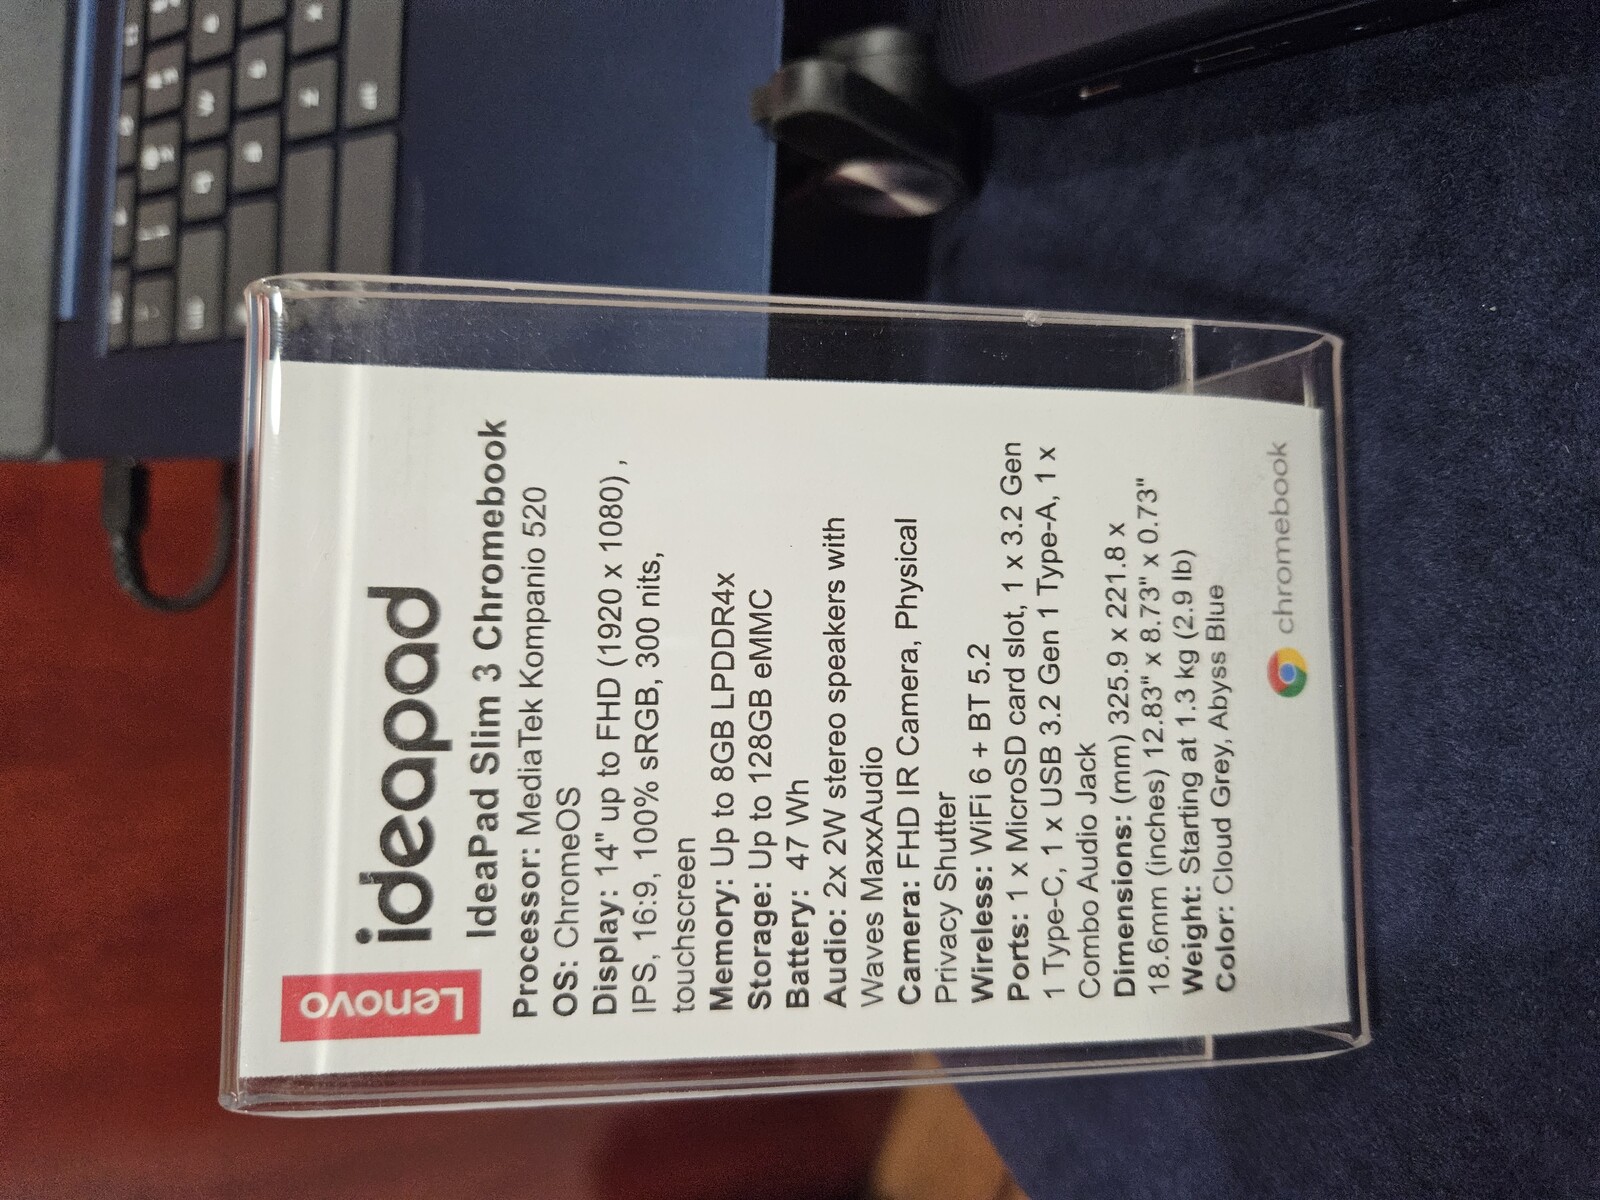 Lenovo
ideapad
IdeaPad Slim 3 Chromebook
Processor: MediaTek Kompanio 520
OS: ChromeOS
Display: 14" up to FHD (1920 x 1080) ,
IPS, 16:9, 100% sRGB, 300 nits,
touchscreen
Memory: Up to 8GB LPDDR4x
Storage: Up to 128GB eMMC
Battery: 47 Wh
Audio: 2x 2W stereo speakers with
Waves MaxxAudio
Camera: FHD IR Camera, Physical
Privacy Shutter
Wireless: WiFi 6 + BT 5.2
Ports: 1 x MicroSD card slot, 1 x 3.2 Gen
1 Type-C, 1 x USB 3.2 Gen 1 Type-A, 1 x
Combo Audio Jack
Dimensions: (mm) 325.9 x 221.8 x
18.6mm (inches) 12.83" x 8.73" x 0.73"
Weight: Starting at 1.3 kg (2.9 lb)
Color: Cloud Grey, Abyss Blue
chromebook